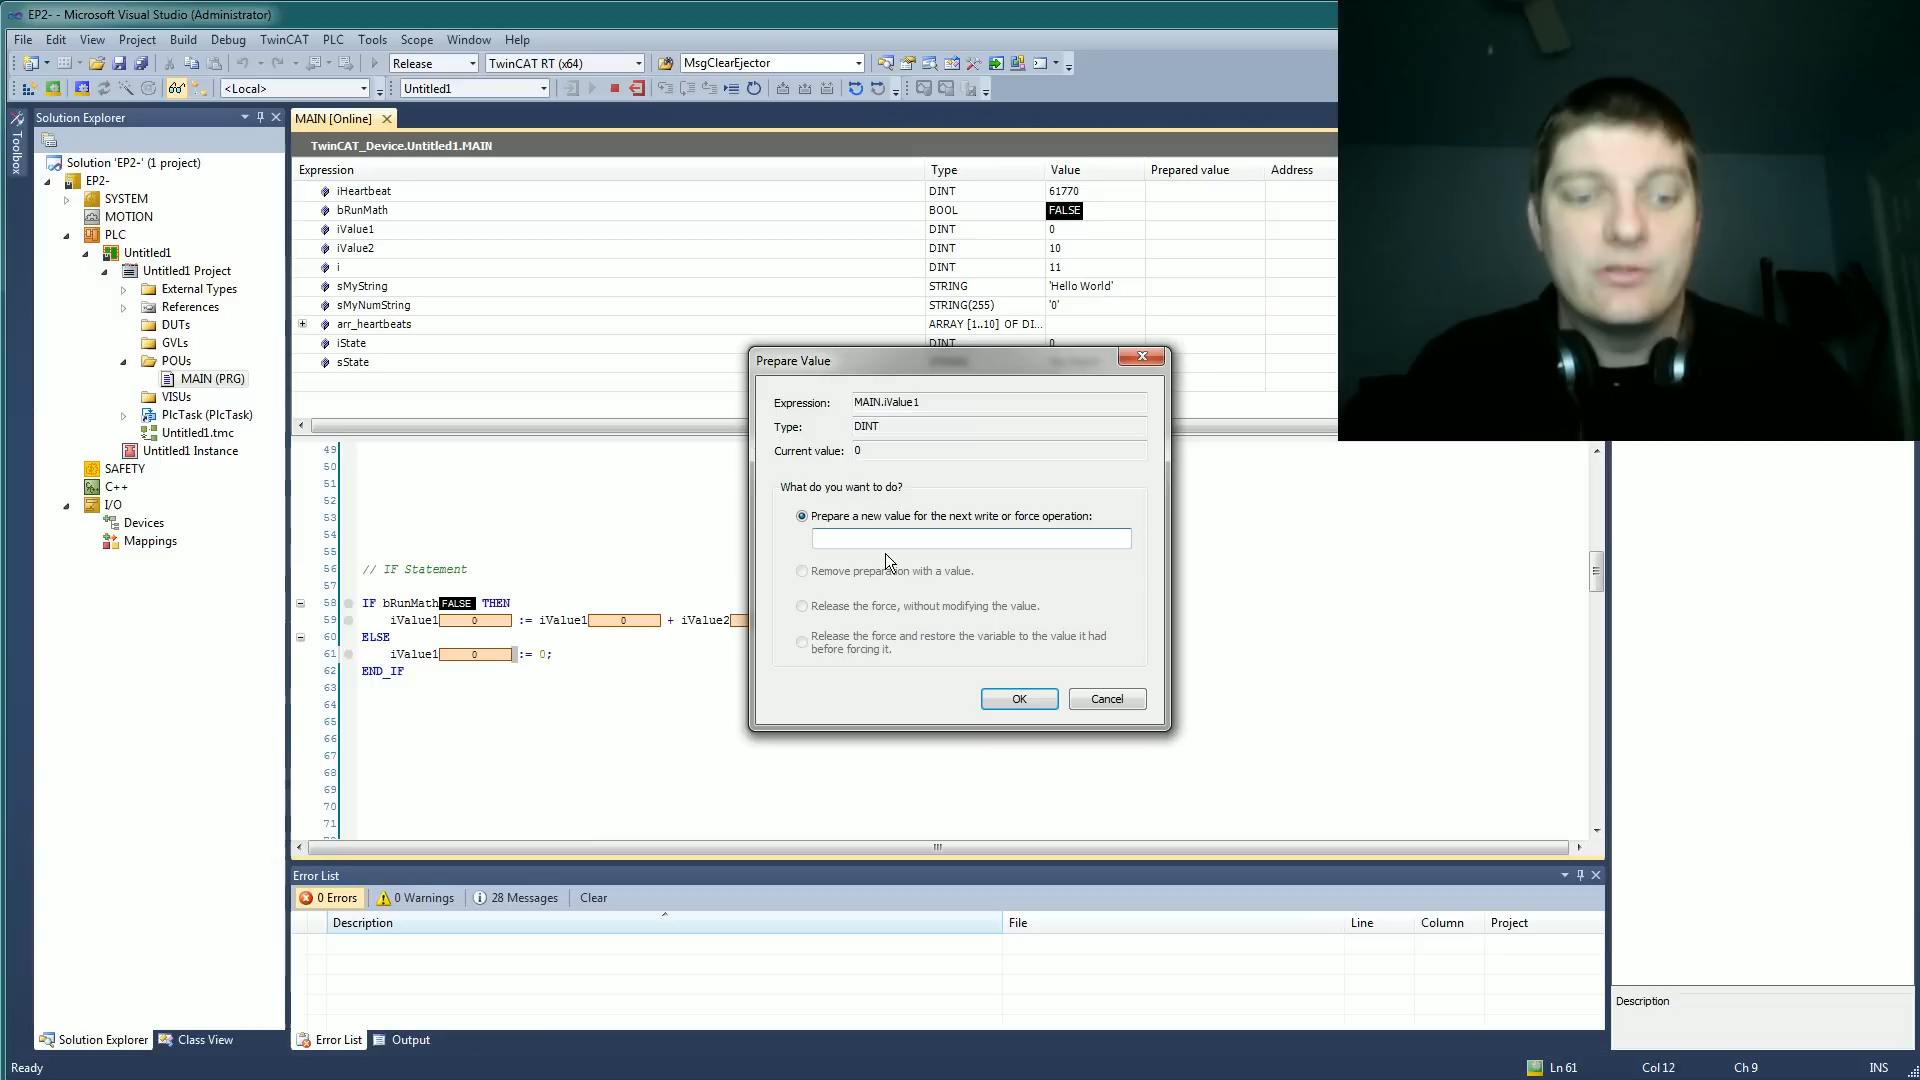 EP2- - Microsoft Visual Studio (Administrator)
File Edit View Project Build Debug TwinCAT PLC Tools Scope Window Help
Release TwinCAT RT (x64) MsgClearEjector
<Local> Untitled1
Toolbox
Solution Explorer
Solution 'EP2-' (1 project)
EP2-
SYSTEM
MOTION
PLC
Untitled1
Untitled1 Project
External Types
References
DUTs
GVLs
POUs
MAIN (PRG)
VISUs
PlcTask (PlcTask)
Untitled1.tmc
Untitled1 Instance
SAFETY
C++
I/O
Devices
Mappings
MAIN [Online]
TwinCAT_Device.Untitled1.MAIN
Expression Type Value Prepared value Address
iHeartbeat DINT 61770
bRunMath BOOL FALSE
iValue1 DINT 0
iValue2 DINT 10
i DINT 11
sMyString STRING 'Hello World'
sMyNumString STRING(255) '0'
arr_heartbeats ARRAY [1..10] OF DI...
iState DINT 0
sState
Prepare Value
Expression: MAIN.iValue1
Type: DINT
Current value: 0
What do you want to do?
Prepare a new value for the next write or force operation:
Remove preparation with a value.
Release the force, without modifying the value.
Release the force and restore the variable to the value it had
before forcing it.
OK Cancel
49
50
51
52
53
54
55
56 // IF Statement
57
58 IF bRunMath FALSE THEN
59 iValue1 0 := iValue1 0 + iValue2
60 ELSE
61 iValue1 0 := 0;
62 END_IF
63
64
65
66
67
68
69
70
71
Error List
0 Errors 0 Warnings 28 Messages Clear
Description File Line Column Project
Solution Explorer Class View Error List Output
Description
Ready Ln 61 Col 12 Ch 9 INS